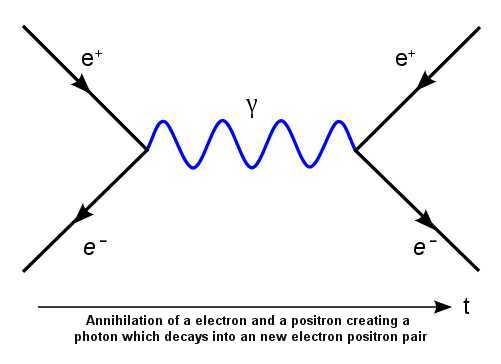 e⁺ e⁺
γ
e⁻ e⁻
t
Annihilation of a electron and a positron creating a
photon which decays into an new electron positron pair